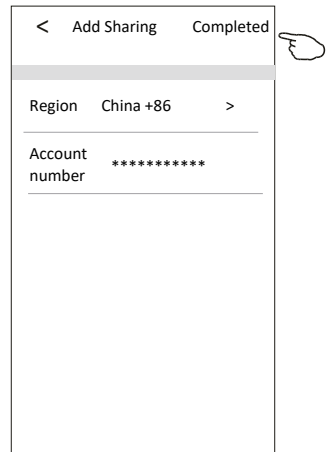 < Add Sharing Completed
Region China +86 >
Account
number ***********